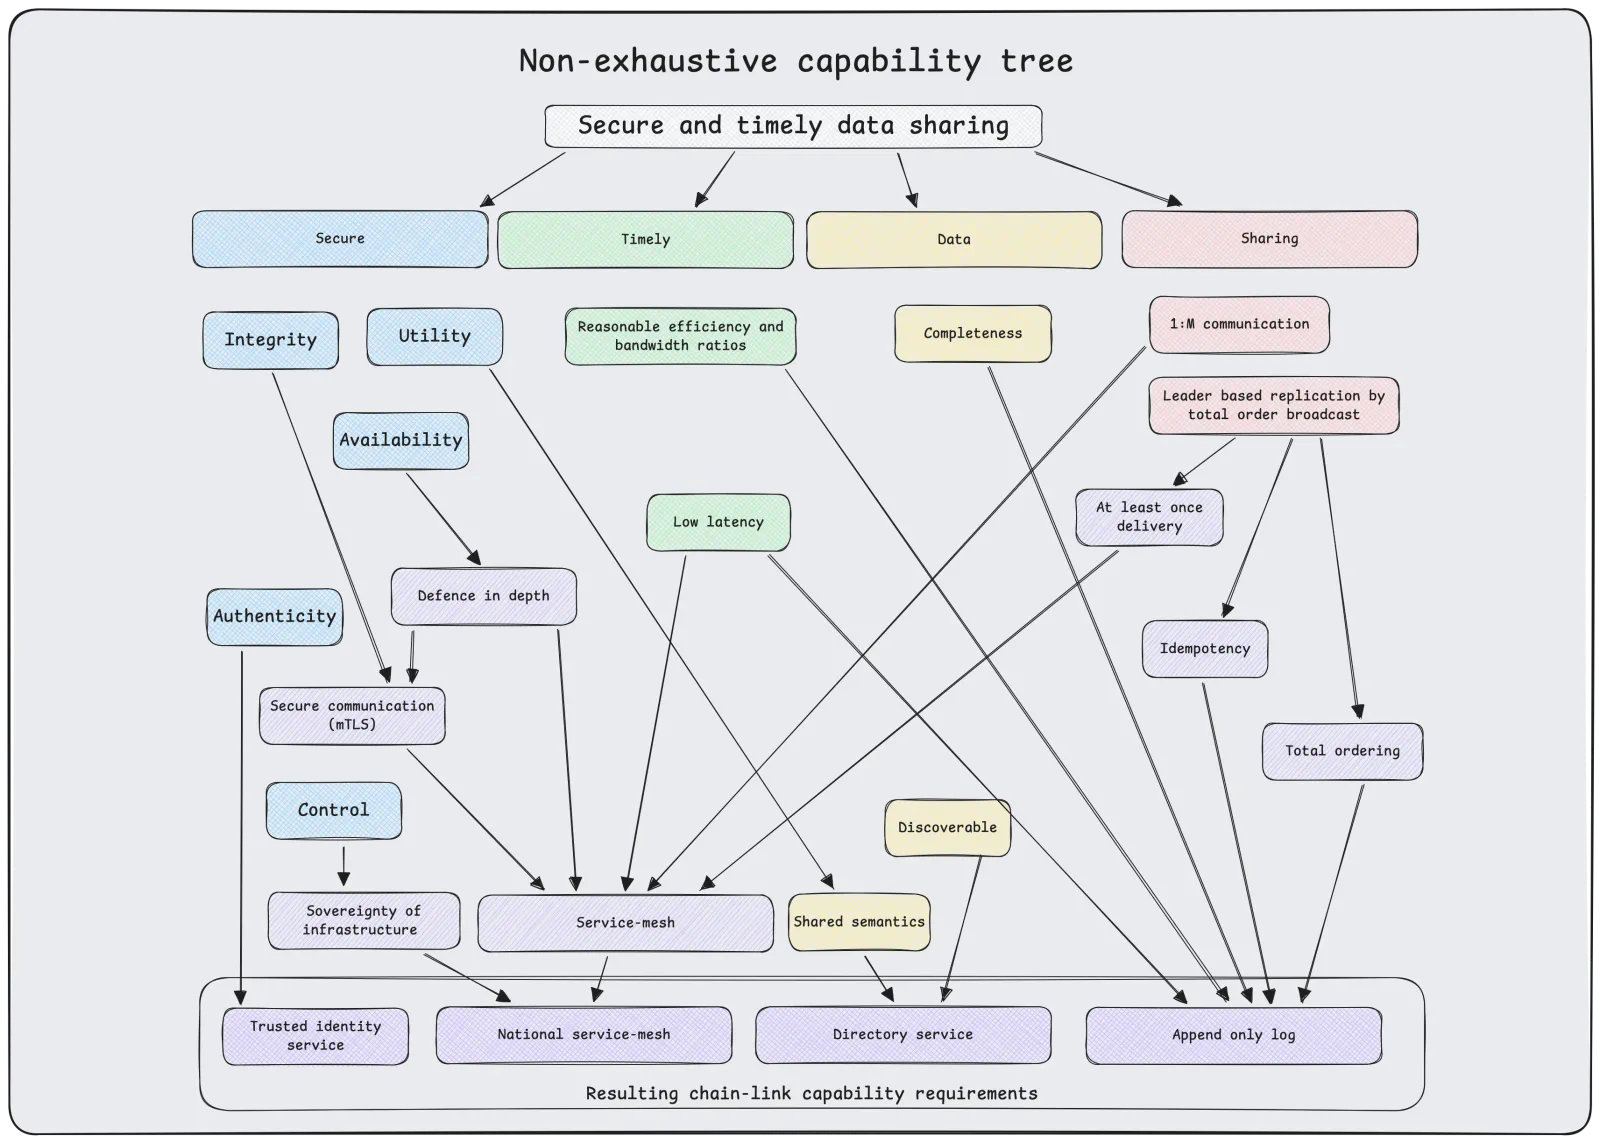 Non-exhaustive capability tree
Secure and timely data sharing
Secure
Timely
Data
Sharing
Integrity
Utility
Reasonable efficiency and
bandwidth ratios
Completeness
1:M communication
Leader based replication by
total order broadcast
Availability
Low latency
At least once
delivery
Defence in depth
Authenticity
Idempotency
Secure communication
(mTLS)
Total ordering
Control
Discoverable
Sovereignty of
infrastructure
Service-mesh
Shared semantics
Trusted identity
service
National service-mesh
Directory service
Append only log
Resulting chain-link capability requirements